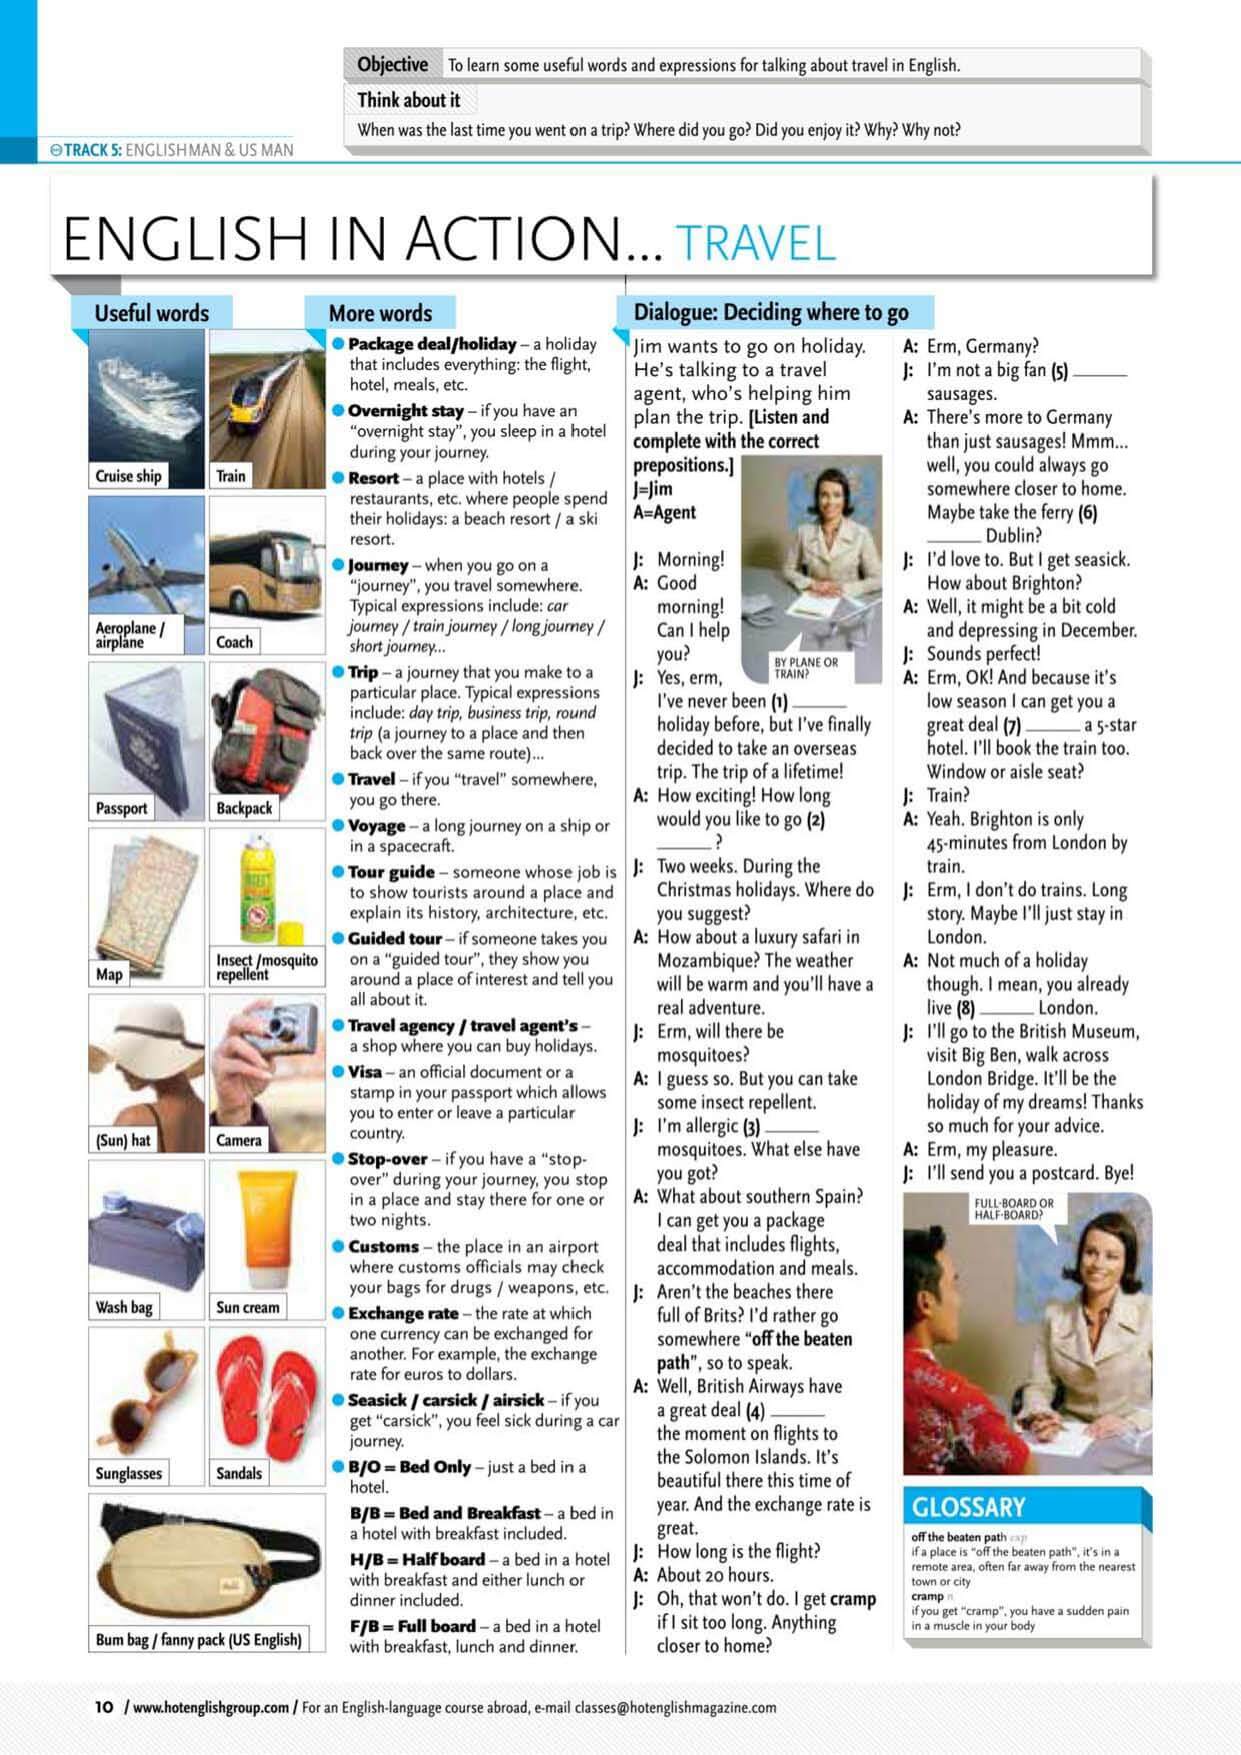 Objective To learn some useful words and expressions for talking about travel in English.
Think about it
When was the last time you went on a trip? Where did you go? Did you enjoy it? Why? Why not?
TRACK 5: ENGLISHMAN & US MAN
ENGLISH IN ACTION... TRAVEL
Useful words
Cruise ship
Train
Aeroplane /
airplane
Coach
Passport
Backpack
Map
Insect /mosquito
repellent
(Sun) hat
Camera
Wash bag
Sun cream
Sunglasses
Sandals
Bum bag / fanny pack (US English)
More words
Package deal/holiday – a holiday
that includes everything: the flight,
hotel, meals, etc.
Overnight stay – if you have an
“overnight stay”, you sleep in a hotel
during your journey.
Resort – a place with hotels /
restaurants, etc. where people spend
their holidays: a beach resort / a ski
resort.
Journey – when you go on a
“journey”, you travel somewhere.
Typical expressions include: car
journey / train journey / long journey /
short journey...
Trip – a journey that you make to a
particular place. Typical expressions
include: day trip, business trip, round
trip (a journey to a place and then
back over the same route)...
Travel – if you “travel” somewhere,
you go there.
Voyage – a long journey on a ship or
in a spacecraft.
Tour guide – someone whose job is
to show tourists around a place and
explain its history, architecture, etc.
Guided tour – if someone takes you
on a “guided tour”, they show you
around a place of interest and tell you
all about it.
Travel agency / travel agent’s –
a shop where you can buy holidays.
Visa – an official document or a
stamp in your passport which allows
you to enter or leave a particular
country.
Stop-over – if you have a “stop-
over” during your journey, you stop
in a place and stay there for one or
two nights.
Customs – the place in an airport
where customs officials may check
your bags for drugs / weapons, etc.
Exchange rate – the rate at which
one currency can be exchanged for
another. For example, the exchange
rate for euros to dollars.
Seasick / carsick / airsick – if you
get “carsick”, you feel sick during a car
journey.
B/O = Bed Only – just a bed in a
hotel.
B/B = Bed and Breakfast – a bed in
a hotel with breakfast included.
H/B = Half board – a bed in a hotel
with breakfast and either lunch or
dinner included.
F/B = Full board – a bed in a hotel
with breakfast, lunch and dinner.
Dialogue: Deciding where to go
Jim wants to go on holiday.
He’s talking to a travel
agent, who’s helping him
plan the trip. [Listen and
complete with the correct
prepositions.]
J=Jim
A=Agent
J: Morning!
A: Good
morning!
Can I help
you?
BY PLANE OR
TRAIN?
J: Yes, erm,
I’ve never been (1) ______
holiday before, but I’ve finally
decided to take an overseas
trip. The trip of a lifetime!
A: How exciting! How long
would you like to go (2)
______ ?
J: Two weeks. During the
Christmas holidays. Where do
you suggest?
A: How about a luxury safari in
Mozambique? The weather
will be warm and you’ll have a
real adventure.
J: Erm, will there be
mosquitoes?
A: I guess so. But you can take
some insect repellent.
J: I’m allergic (3) ______
mosquitoes. What else have
you got?
A: What about southern Spain?
I can get you a package
deal that includes flights,
accommodation and meals.
J: Aren’t the beaches there
full of Brits? I’d rather go
somewhere “off the beaten
path”, so to speak.
A: Well, British Airways have
a great deal (4) ______
the moment on flights to
the Solomon Islands. It’s
beautiful there this time of
year. And the exchange rate is
great.
J: How long is the flight?
A: About 20 hours.
J: Oh, that won’t do. I get cramp
if I sit too long. Anything
closer to home?
A: Erm, Germany?
J: I’m not a big fan (5) ______
sausages.
A: There’s more to Germany
than just sausages! Mmm...
well, you could always go
somewhere closer to home.
Maybe take the ferry (6)
______ Dublin?
J: I’d love to. But I get seasick.
How about Brighton?
A: Well, it might be a bit cold
and depressing in December.
J: Sounds perfect!
A: Erm, OK! And because it’s
low season I can get you a
great deal (7) ______ a 5-star
hotel. I’ll book the train too.
Window or aisle seat?
J: Train?
A: Yeah. Brighton is only
45-minutes from London by
train.
J: Erm, I don’t do trains. Long
story. Maybe I’ll just stay in
London.
A: Not much of a holiday
though. I mean, you already
live (8) ______ London.
J: I’ll go to the British Museum,
visit Big Ben, walk across
London Bridge. It’ll be the
holiday of my dreams! Thanks
so much for your advice.
A: Erm, my pleasure.
J: I’ll send you a postcard. Bye!
FULL-BOARD OR
HALF-BOARD?
GLOSSARY
off the beaten path exp
if a place is “off the beaten path”, it’s in a
remote area, often far away from the nearest
town or city
cramp n
if you get “cramp”, you have a sudden pain
in a muscle in your body
10 / www.hotenglishgroup.com / For an English-language course abroad, e-mail classes@hotenglishmagazine.com